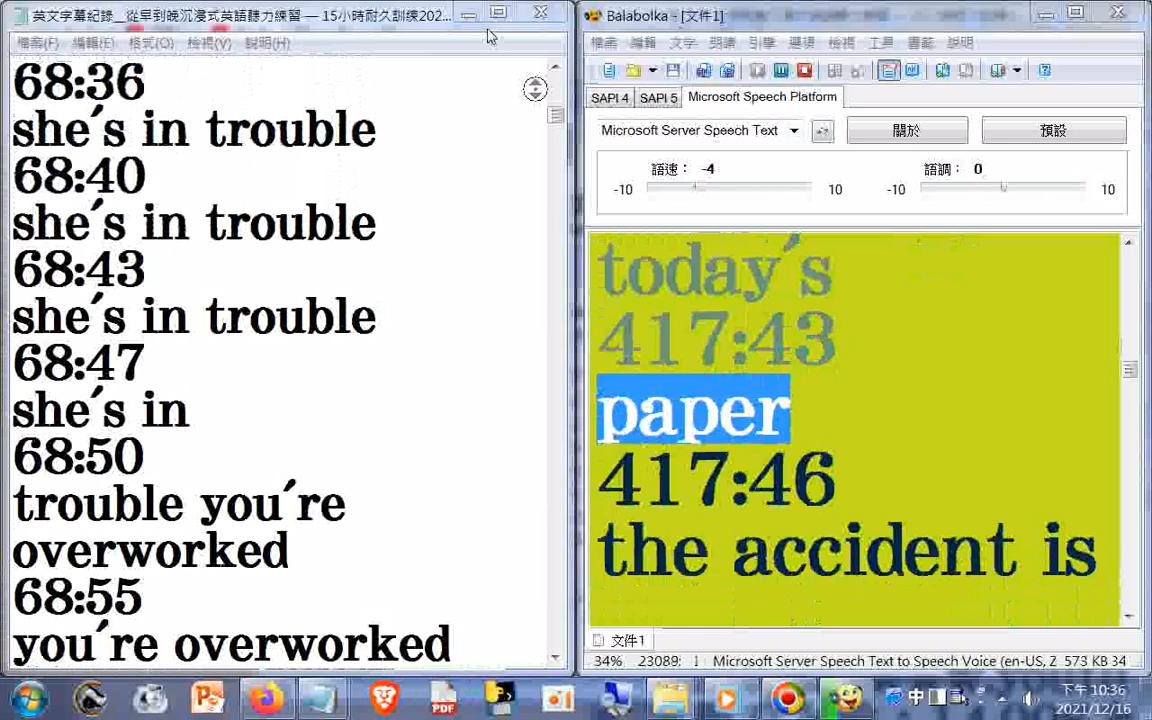 英文字幕紀錄__從早到晚沉浸式英語聽力練習 — 15小時耐久訓練202...
檔案(F) 編輯(E) 格式(O) 檢視(V) 說明(H)
68:36
she's in trouble
68:40
she's in trouble
68:43
she's in trouble
68:47
she's in
68:50
trouble you're
overworked
68:55
you're overworked
Balabolka - [文件1]
檔案 編輯 文字 朗讀 引擎 選項 檢視 工具 書籤 說明
SAPI 4 SAPI 5 Microsoft Speech Platform
Microsoft Server Speech Text 關於 預設
語速： -4 語調： 0
-10 10 -10 10
today's
417:43
paper
417:46
the accident is
文件1
34% 23089: 1 Microsoft Server Speech Text to Speech Voice (en-US, Z 573 KB 34
PDF 中 下午 10:36
2021/12/16